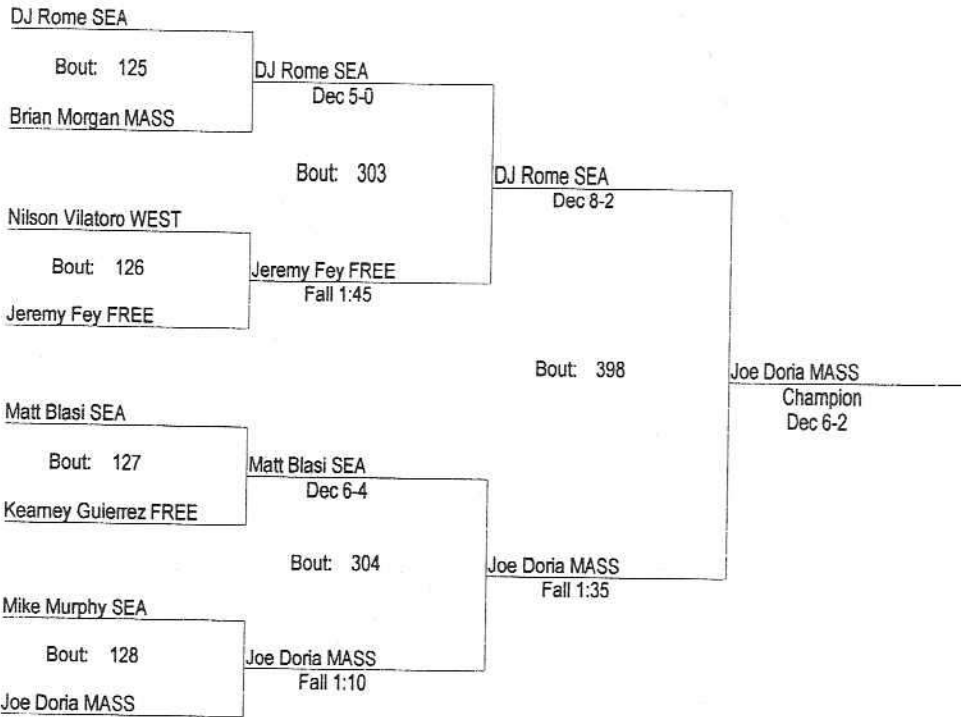 DJ Rome SEA
Bout: 125
DJ Rome SEA
Dec 5-0
Brian Morgan MASS
Bout: 303
DJ Rome SEA
Dec 8-2
Nilson Vilatoro WEST
Bout: 126
Jeremy Fey FREE
Fall 1:45
Jeremy Fey FREE
Bout: 398
Joe Doria MASS
Champion
Dec 6-2
Matt Blasi SEA
Bout: 127
Matt Blasi SEA
Dec 6-4
Kearney Guierrez FREE
Bout: 304
Joe Doria MASS
Fall 1:35
Mike Murphy SEA
Bout: 128
Joe Doria MASS
Fall 1:10
Joe Doria MASS